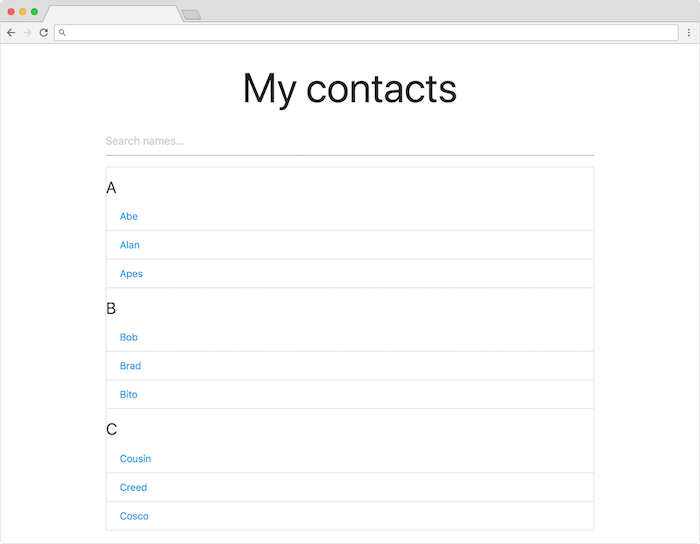 My contacts
Search names...
A
Abe
Alan
Apes
B
Bob
Brad
Bito
C
Cousin
Creed
Cosco